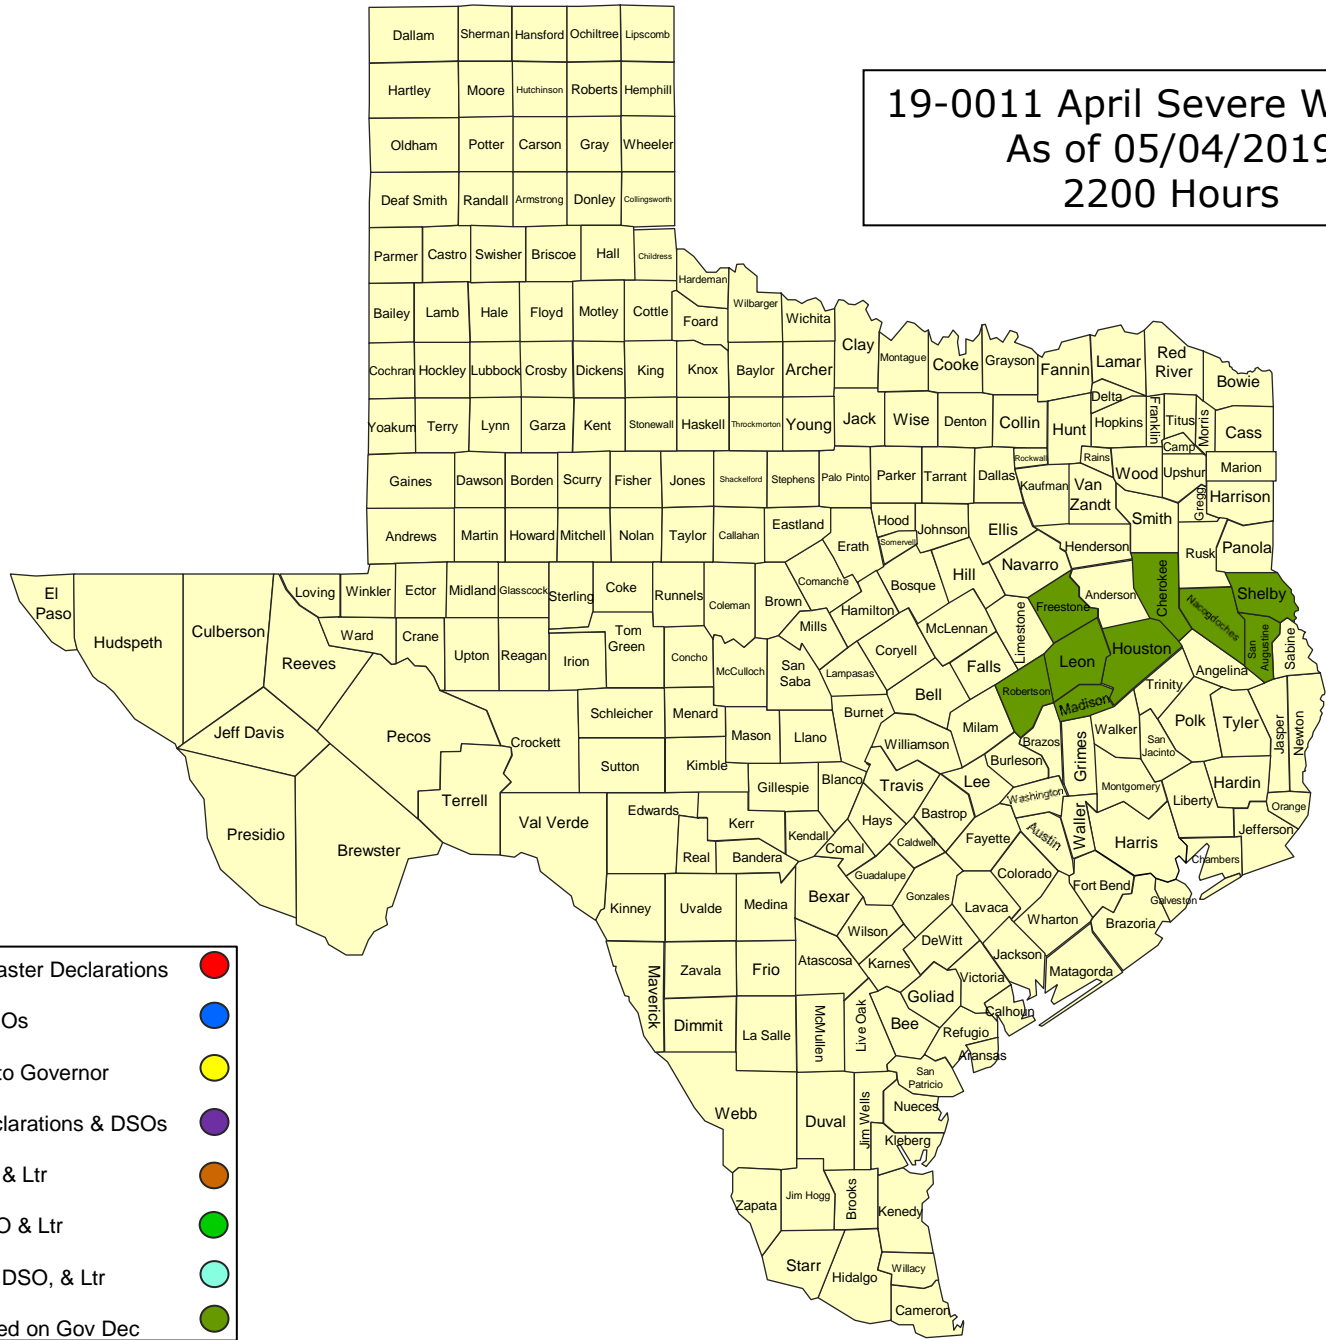 Dallam Sherman Hansford Ochiltree Lipscomb
Hartley Moore Hutchinson Roberts Hemphill
Oldham Potter Carson Gray Wheeler
Deaf Smith Randall Armstrong Donley Collingsworth
Parmer Castro Swisher Briscoe Hall Childress
Hardeman
Bailey Lamb Hale Floyd Motley Cottle Foard Wilbarger Wichita
Clay Montague Cooke Grayson Fannin Lamar Red River Bowie
Cochran Hockley Lubbock Crosby Dickens King Knox Baylor Archer
Delta
Yoakum Terry Lynn Garza Kent Stonewall Haskell Throckmorton Young Jack Wise Denton Collin Hunt Hopkins Franklin Titus Morris Cass
Camp
Rockwall Rains
Gaines Dawson Borden Scurry Fisher Jones Shackelford Stephens Palo Pinto Parker Tarrant Dallas Kaufman Van Zandt Wood Upshur Marion
Gregg Harrison
Andrews Martin Howard Mitchell Nolan Taylor Callahan Eastland Erath Hood Somervell Johnson Ellis Henderson Smith Rusk Panola
El Paso Hudspeth Culberson Reeves Loving Winkler Ector Midland Glasscock Sterling Coke Runnels Coleman Brown Comanche Hamilton Bosque Hill Navarro Freestone Anderson Cherokee Nacogdoches Shelby
Ward Crane Upton Reagan Irion Tom Green Concho McCulloch San Saba Mills Lampasas Coryell McLennan Limestone Falls Leon Houston Angelina San Augustine Sabine
Jeff Davis Pecos Crockett Schleicher Menard Mason Llano Burnet Bell Milam Robertson Madison Trinity Walker San Jacinto Polk Tyler Jasper Newton
Presidio Brewster Terrell Val Verde Sutton Kimble Gillespie Blanco Williamson Travis Lee Burleson Brazos Grimes Washington Montgomery Liberty Hardin Orange
Edwards Kerr Real Bandera Kendall Comal Hays Caldwell Bastrop Fayette Austin Waller Harris Chambers Jefferson
Kinney Uvalde Medina Bexar Guadalupe Gonzales Lavaca Colorado Wharton Fort Bend Brazoria Galveston
Maverick Zavala Frio Atascosa Wilson Karnes DeWitt Jackson Matagorda Victoria
Dimmit La Salle McMullen Live Oak Bee Goliad Refugio Calhoun Aransas
San Patricio
Webb Duval Jim Wells Nueces Kleberg
Zapata Jim Hogg Brooks Kenedy
Starr Hidalgo Willacy Cameron
19-0011 April Severe W
As of 05/04/2019
2200 Hours
aster Declarations
Os
to Governor
clarations & DSOs
& Ltr
O & Ltr
DSO, & Ltr
ed on Gov Dec